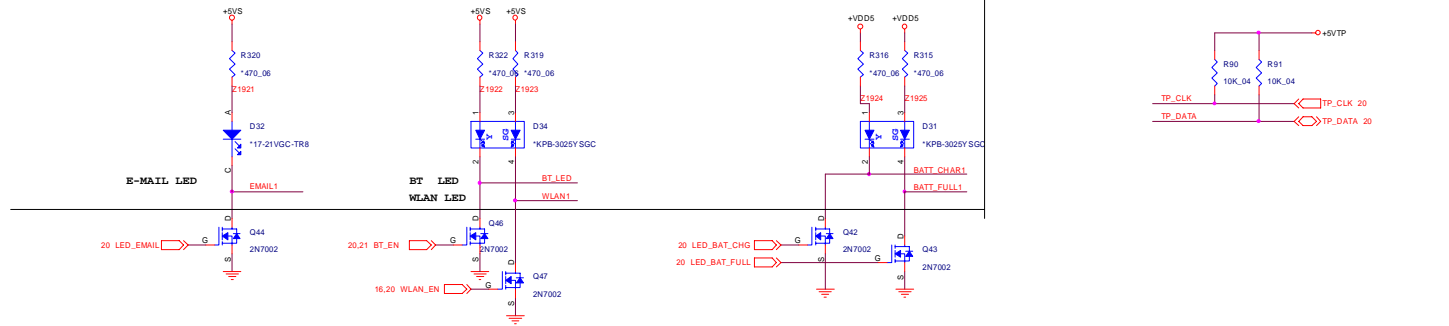 +5VS
+5VS
+5VS
+VDD5
+VDD5
+5VTP
R320
*470_06
Z1921
R322
*470_06
Z1922
R319
*470_06
Z1923
R316
*470_06
Z1924
R315
*470_06
Z1925
R90
10K_04
R91
10K_04
TP_CLK
TP_CLK 20
TP_DATA
TP_DATA 20
A
D32
*17-21VGC-TR8
C
1
3
D34
Y
SG
*KPB-3025YSGC
2
4
1
3
D31
Y
SG
*KPB-3025YSGC
2
4
E-MAIL LED
EMAIL1
BT LED
BT_LED
WLAN LED
WLAN1
BATT_CHAR1
BATT_FULL1
20 LED_EMAIL
G
D
S
Q44
2N7002
20,21 BT_EN
G
D
S
Q46
2N7002
16,20 WLAN_EN
G
D
S
Q47
2N7002
20 LED_BAT_CHG
G
D
S
Q42
2N7002
20 LED_BAT_FULL
G
D
S
Q43
2N7002